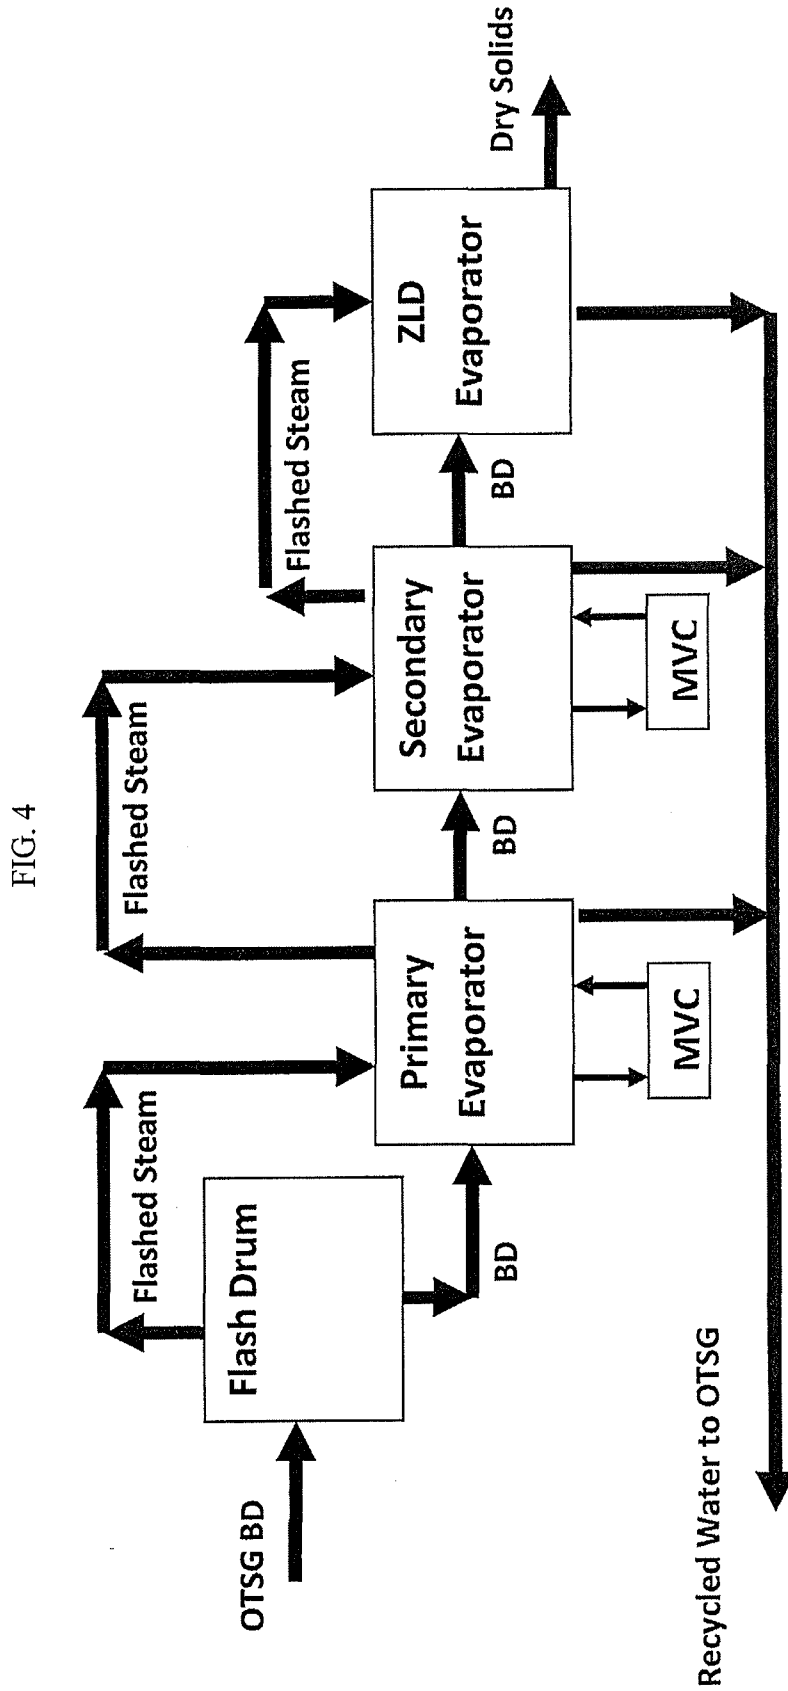 FIG. 4
Flashed Steam
Flashed Steam
Flashed Steam
OTSG BD
Flash Drum
BD
Primary
Evaporator
BD
Secondary
Evaporator
BD
ZLD
Evaporator
Dry Solids
MVC
MVC
Recycled Water to OTSG